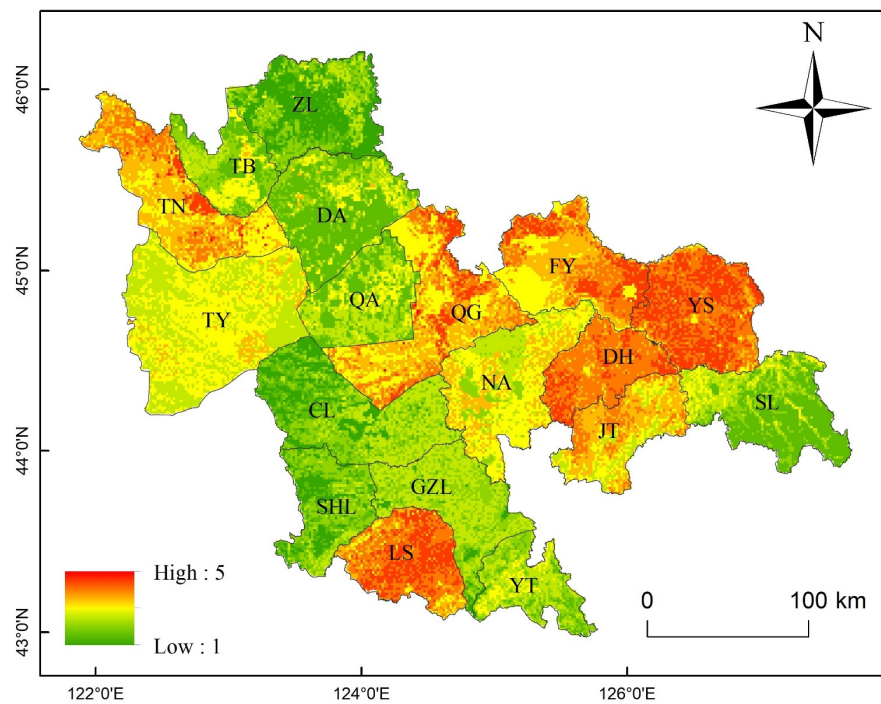 N
46°0'N
45°0'N
44°0'N
43°0'N
ZL
TB
TN
DA
FY
QA
QG
YS
TY
DH
NA
CL
SL
JT
GZL
SHL
LS
YT
High : 5
Low : 1
0 100 km
122°0'E 124°0'E 126°0'E